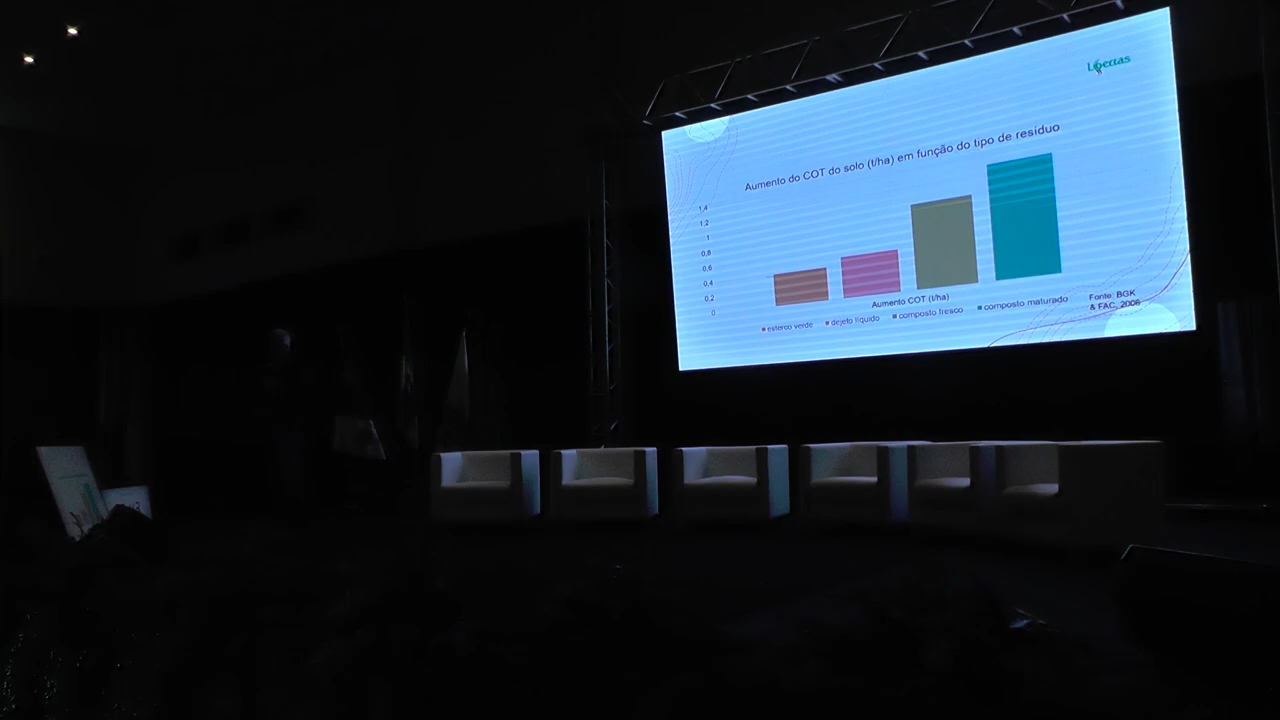 Libertas
Aumento do COT do solo (t/ha) em função do tipo de resíduo
1,4
1,2
1
0,8
0,6
0,4
0,2
0
Aumento COT (t/ha)
esterco verde dejeto líquido composto fresco composto maturado
Fonte: BGK
& FAC, 2006